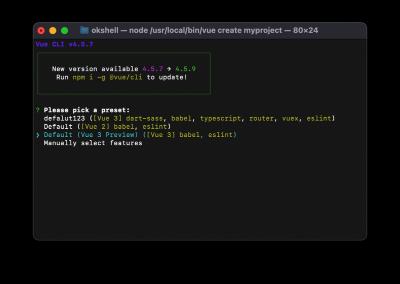 okshell — node /usr/local/bin/vue create myproject — 80×24
Vue CLI v4.5.7
New version available 4.5.7 → 4.5.9
Run npm i -g @vue/cli to update!
? Please pick a preset:
defalut123 ([Vue 3] dart-sass, babel, typescript, router, vuex, eslint)
Default ([Vue 2] babel, eslint)
❯ Default (Vue 3 Preview) ([Vue 3] babel, eslint)
Manually select features